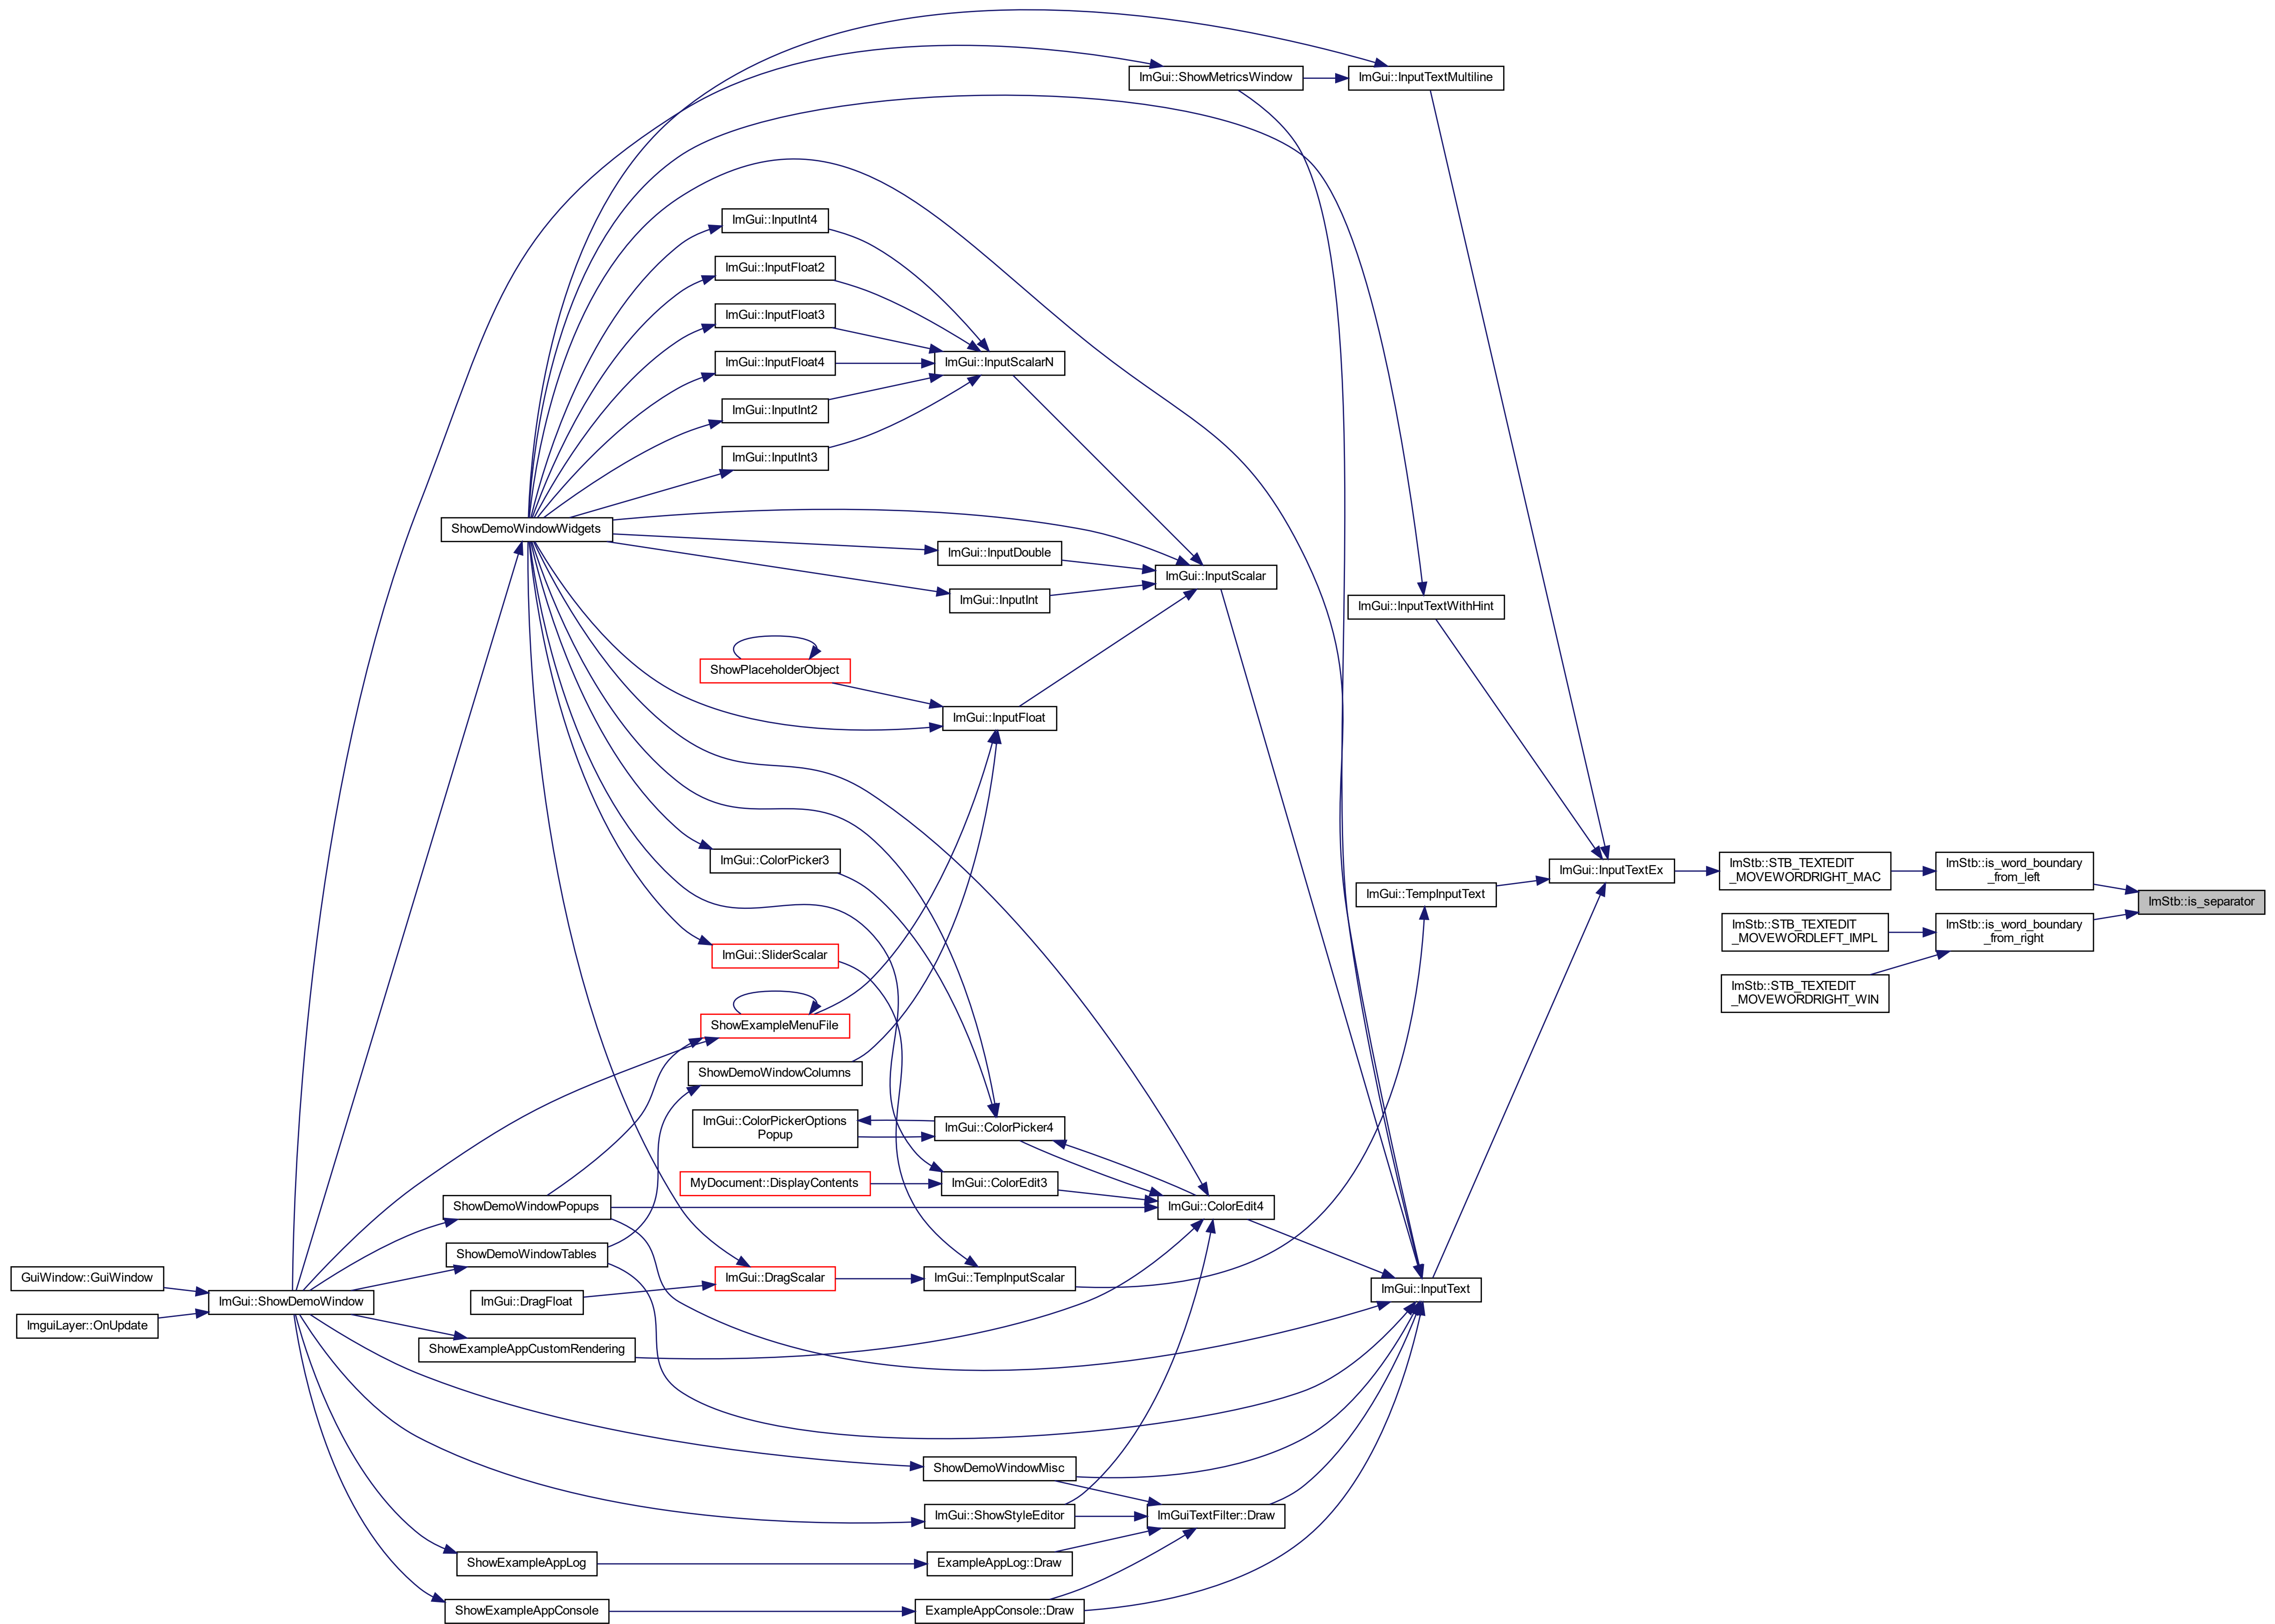 ImGui::ShowMetricsWindow
ImGui::InputTextMultiline
ImGui::InputInt4
ImGui::InputFloat2
ImGui::InputFloat3
ImGui::InputFloat4
ImGui::InputScalarN
ImGui::InputInt2
ImGui::InputInt3
ShowDemoWindowWidgets
ImGui::InputDouble
ImGui::InputScalar
ImGui::InputInt
ImGui::InputTextWithHint
ShowPlaceholderObject
ImGui::InputFloat
ImGui::ColorPicker3
ImGui::InputTextEx
ImStb::STB_TEXTEDIT
_MOVEWORDRIGHT_MAC
ImStb::is_word_boundary
_from_left
ImGui::TempInputText
ImStb::is_separator
ImStb::STB_TEXTEDIT
_MOVEWORDLEFT_IMPL
ImStb::is_word_boundary
_from_right
ImGui::SliderScalar
ImStb::STB_TEXTEDIT
_MOVEWORDRIGHT_WIN
ShowExampleMenuFile
ShowDemoWindowColumns
ImGui::ColorPickerOptions
Popup
ImGui::ColorPicker4
MyDocument::DisplayContents
ImGui::ColorEdit3
ShowDemoWindowPopups
ImGui::ColorEdit4
ShowDemoWindowTables
GuiWindow::GuiWindow
ImGui::DragScalar
ImGui::TempInputScalar
ImGui::InputText
ImGui::ShowDemoWindow
ImGui::DragFloat
ImguiLayer::OnUpdate
ShowExampleAppCustomRendering
ShowDemoWindowMisc
ImGui::ShowStyleEditor
ImGuiTextFilter::Draw
ShowExampleAppLog
ExampleAppLog::Draw
ShowExampleAppConsole
ExampleAppConsole::Draw